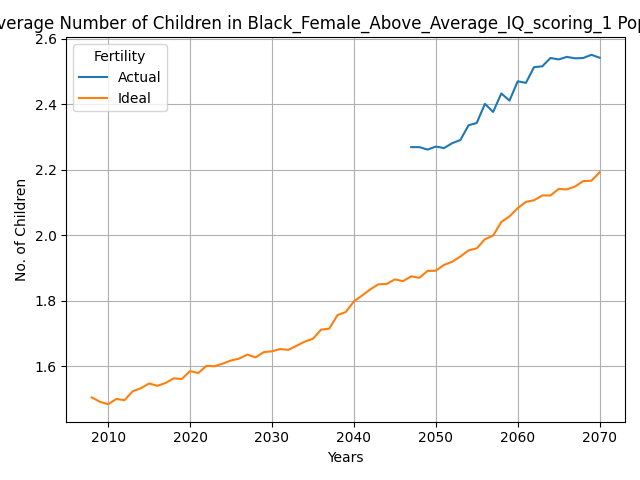 verage Number of Children in Black_Female_Above_Average_IQ_scoring_1 Pop
Fertility
Actual
Ideal
2.6
2.4
2.2
2.0
1.8
1.6
No. of Children
2010 2020 2030 2040 2050 2060 2070
Years